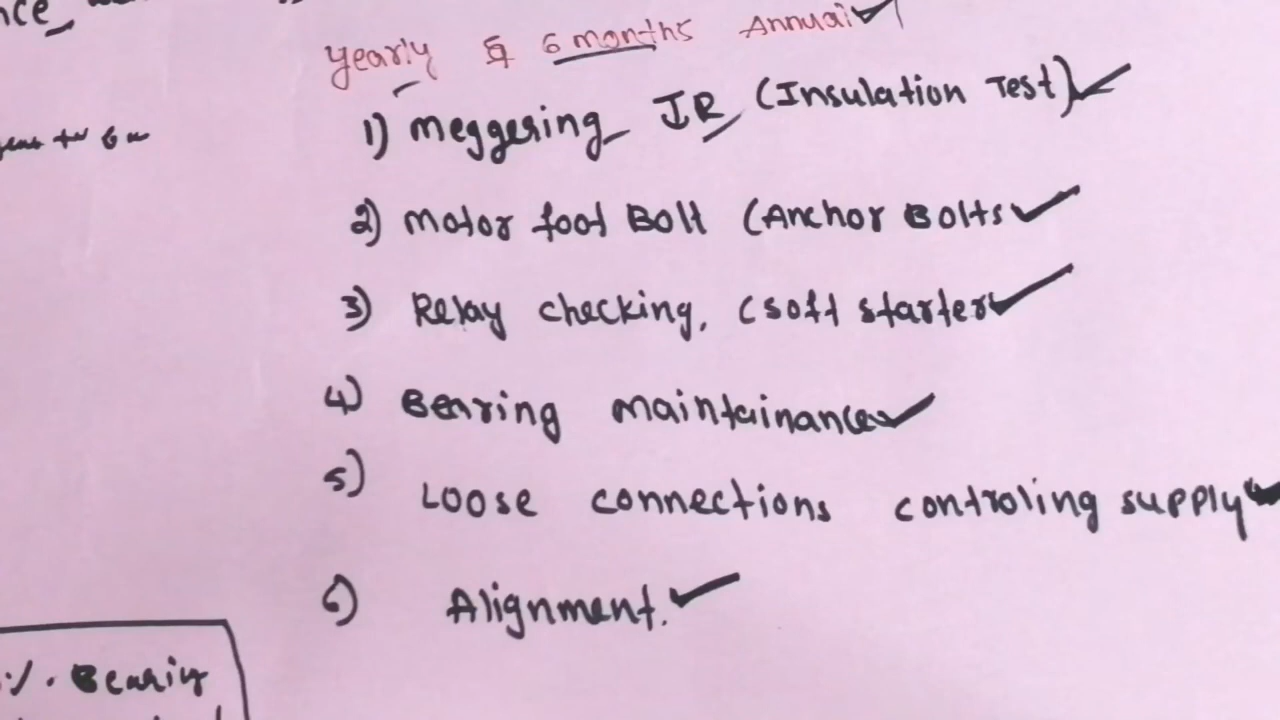 nce
Yearly & 6 months Annual
1) Meggering IR (Insulation Test)
2) Motor foot Bolt (Anchor Bolts
3) Relay checking, (soft starter
4) Bearing maintainance
5) Loose connections controling supply
6) Alignment.
%. Bearing